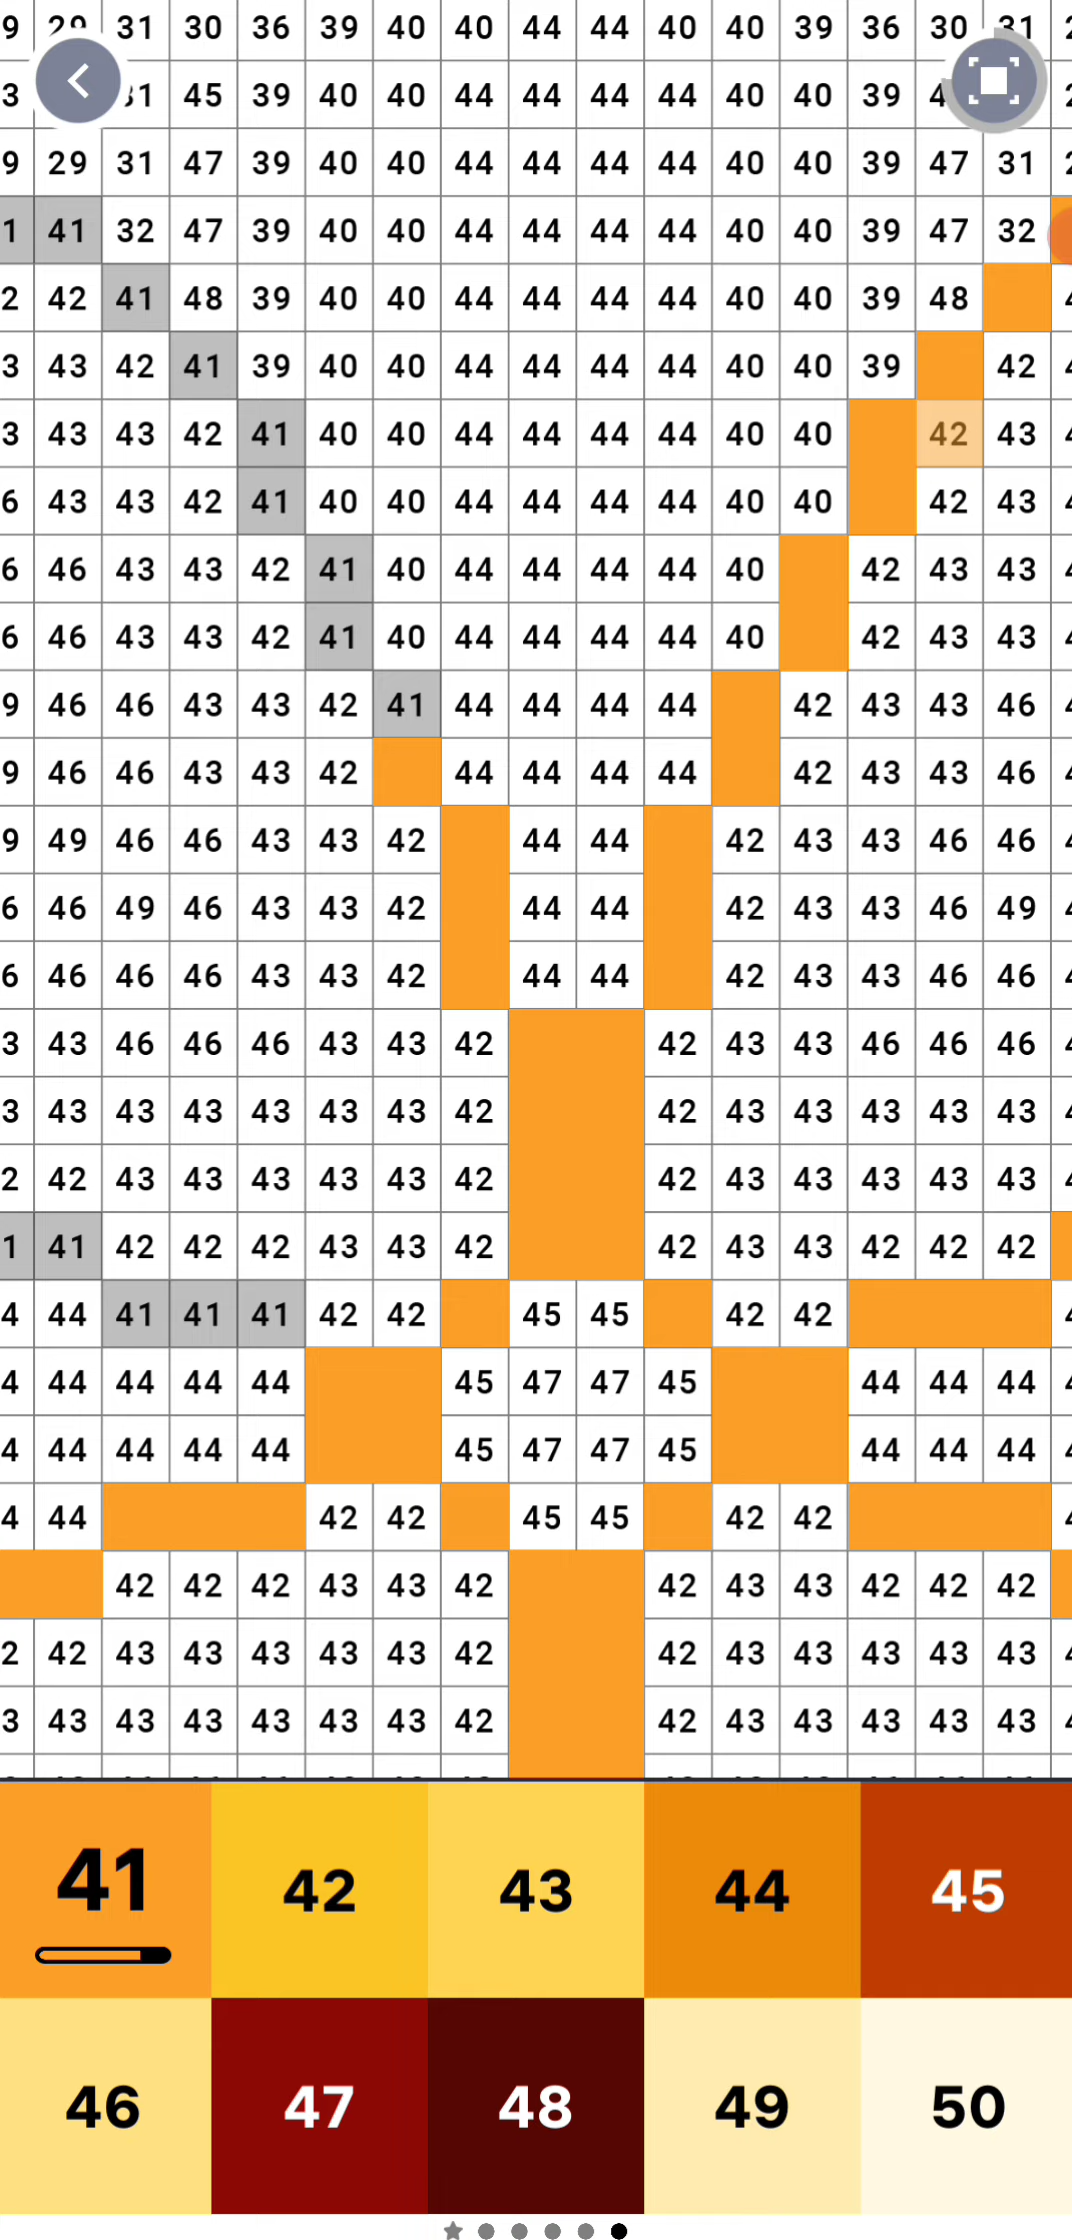 9 29 31 30 36 39 40 40 44 44 40 40 39 36 30 31
3 31 45 39 40 40 44 44 44 44 40 40 39
9 29 31 47 39 40 40 44 44 44 44 40 40 39 47 31
1 41 32 47 39 40 40 44 44 44 44 40 40 39 47 32
2 42 41 48 39 40 40 44 44 44 44 40 40 39 48
3 43 42 41 39 40 40 44 44 44 44 40 40 39 42
3 43 43 42 41 40 40 44 44 44 44 40 40 42 43
6 43 43 42 41 40 40 44 44 44 44 40 40 42 43
6 46 43 43 42 41 40 44 44 44 44 40 42 43 43
6 46 43 43 42 41 40 44 44 44 44 40 42 43 43
9 46 46 43 43 42 41 44 44 44 44 42 43 43 46
9 46 46 43 43 42 44 44 44 44 42 43 43 46
9 49 46 46 43 43 42 44 44 42 43 43 46 46
6 46 49 46 43 43 42 44 44 42 43 43 46 49
6 46 46 46 43 43 42 44 44 42 43 43 46 46
3 43 46 46 46 43 43 42 42 43 43 46 46 46
3 43 43 43 43 43 43 42 42 43 43 43 43 43
2 42 43 43 43 43 43 42 42 43 43 43 43 43
1 41 42 42 42 43 43 42 42 43 43 42 42 42
4 44 41 41 41 42 42 45 45 42 42
4 44 44 44 44 45 47 47 45 44 44 44
4 44 44 44 44 45 47 47 45 44 44 44
4 44 42 42 45 45 42 42
42 42 42 43 43 42 42 43 43 42 42 42
2 42 43 43 43 43 43 42 42 43 43 43 43 43
3 43 43 43 43 43 43 42 42 43 43 43 43 43
41 42 43 44 45
46 47 48 49 50